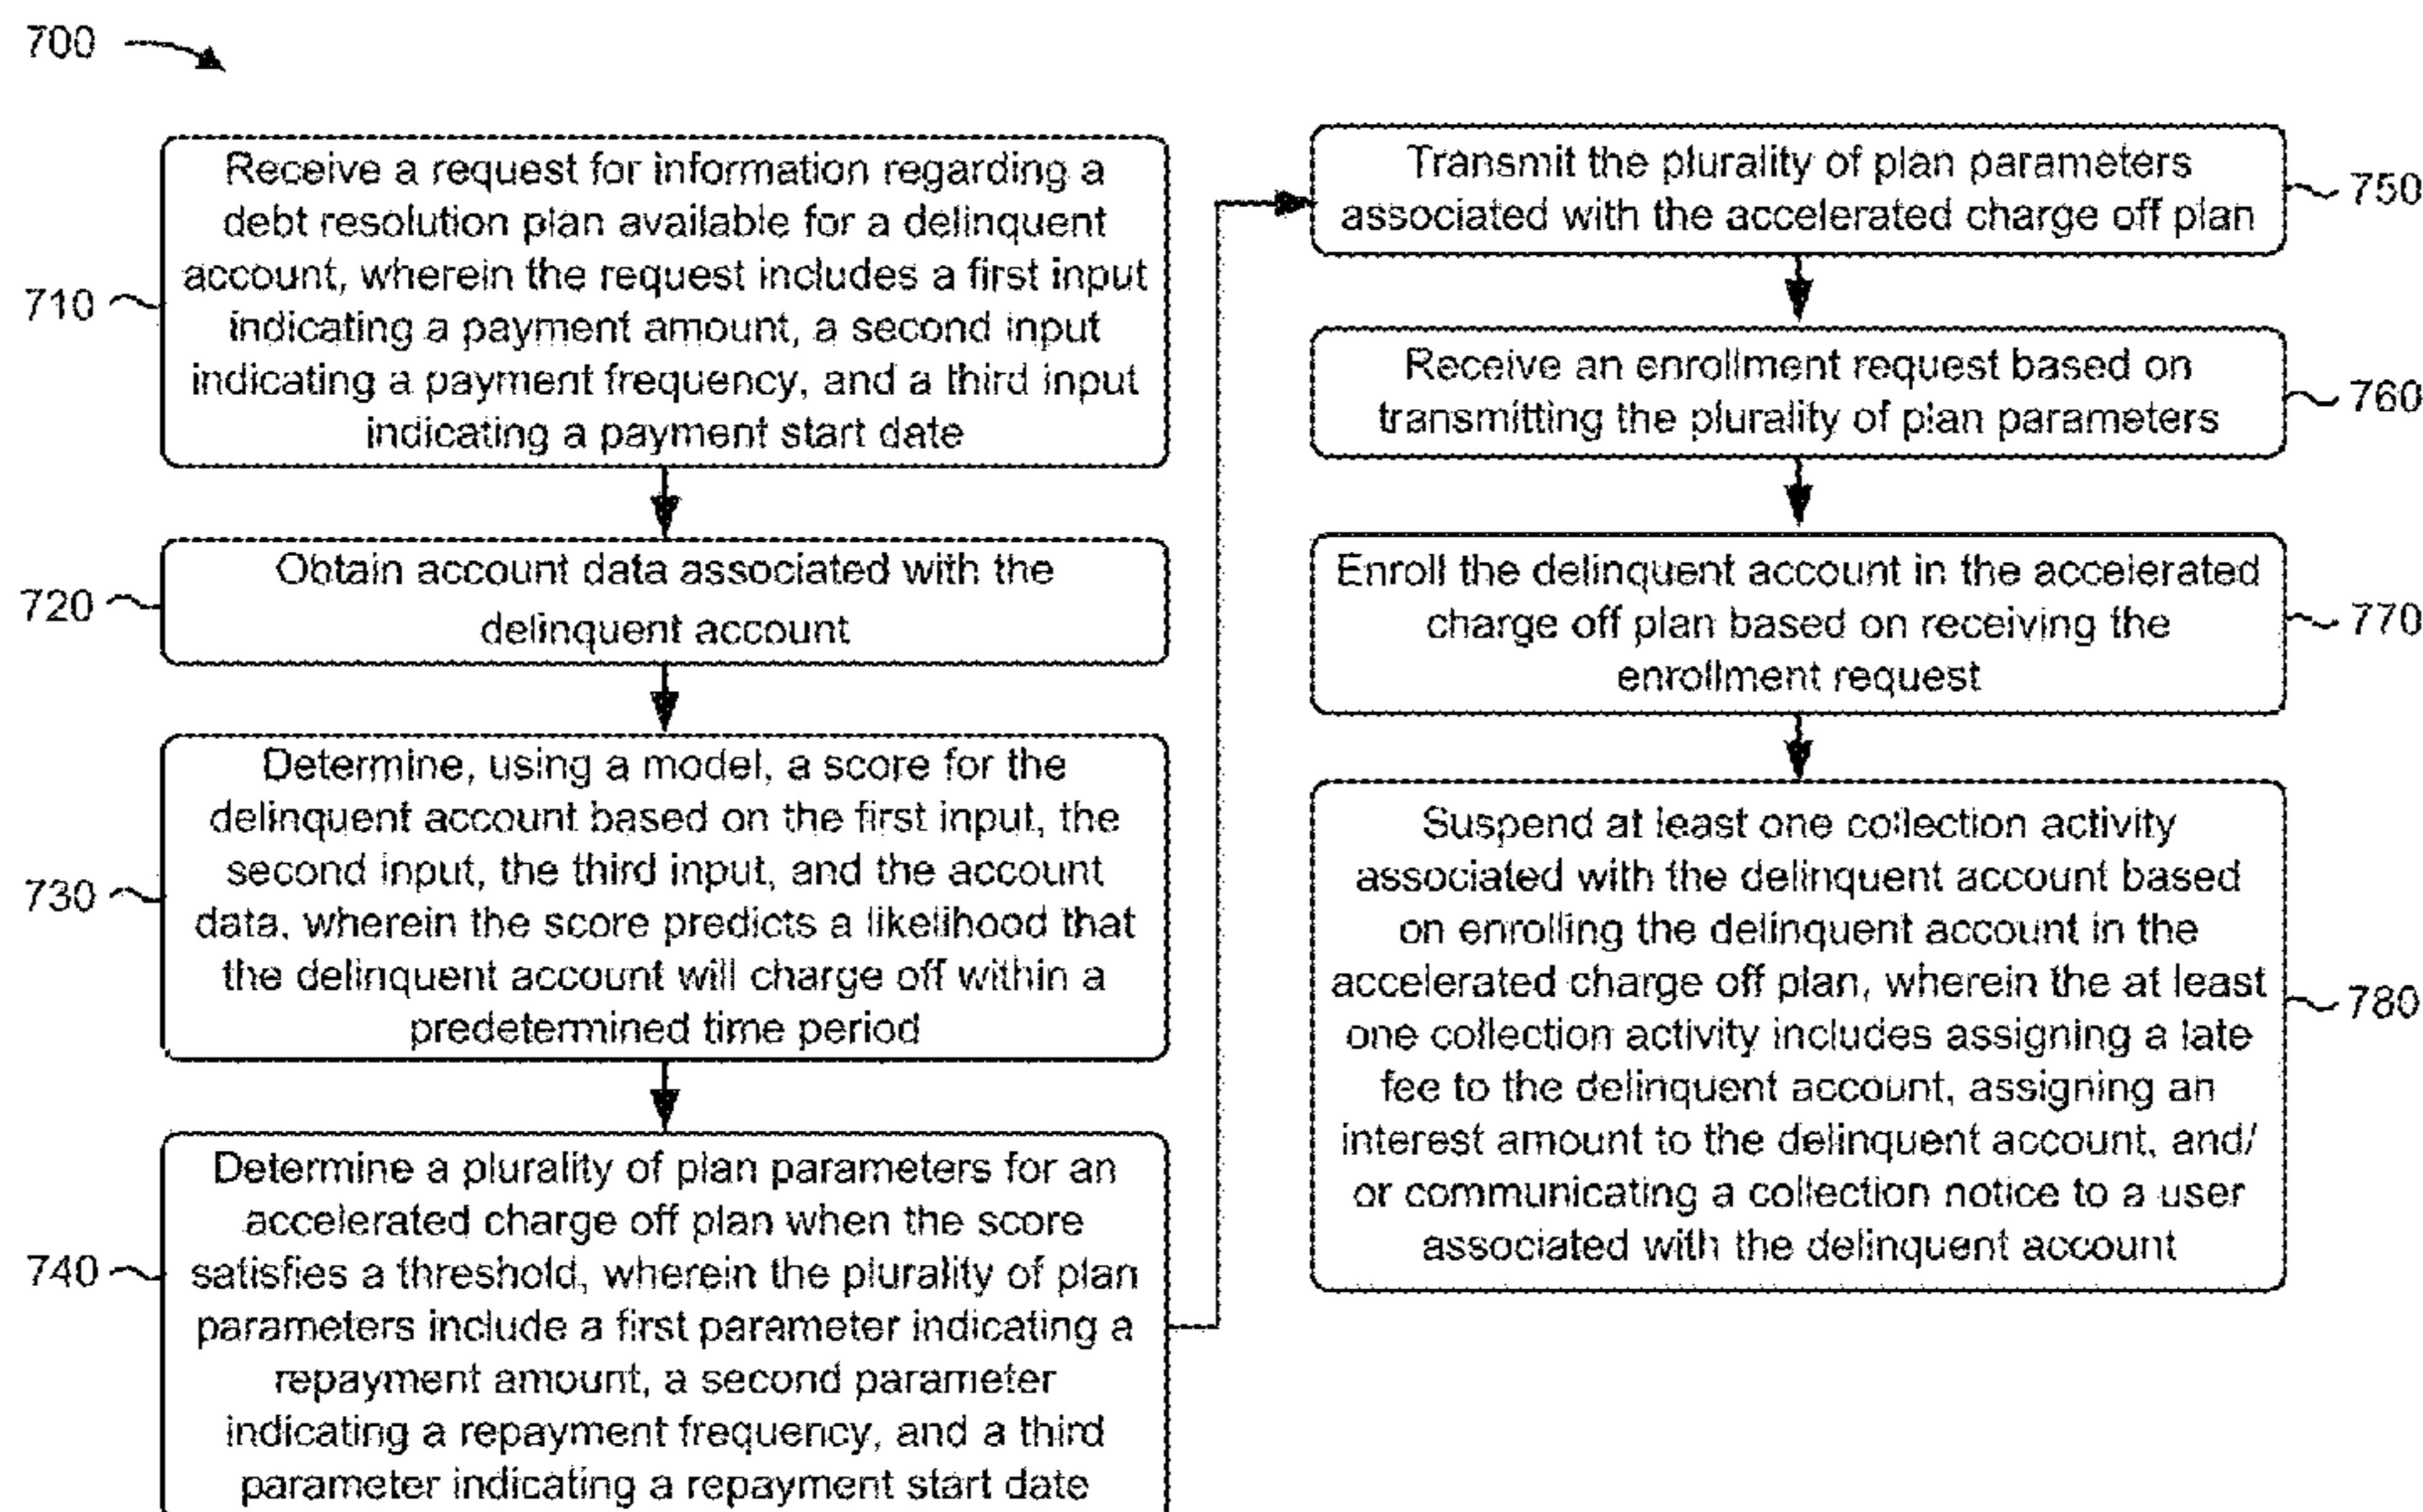 700
710
Receive a request for information regarding a
debt resolution plan available for a delinquent
account, wherein the request includes a first input
indicating a payment amount, a second input
indicating a payment frequency, and a third input
indicating a payment start date
720
Obtain account data associated with the
delinquent account
730
Determine, using a model, a score for the
delinquent account based on the first input, the
second input, the third input, and the account
data, wherein the score predicts a likelihood that
the delinquent account will charge off within a
predetermined time period
740
Determine a plurality of plan parameters for an
accelerated charge off plan when the score
satisfies a threshold, wherein the plurality of plan
parameters include a first parameter indicating a
repayment amount, a second parameter
indicating a repayment frequency, and a third
parameter indicating a repayment start date
Transmit the plurality of plan parameters
associated with the accelerated charge off plan
750
Receive an enrollment request based on
transmitting the plurality of plan parameters
760
Enroll the delinquent account in the accelerated
charge off plan based on receiving the
enrollment request
770
Suspend at least one collection activity
associated with the delinquent account based
on enrolling the delinquent account in the
accelerated charge off plan, wherein the at least
one collection activity includes assigning a late
fee to the delinquent account, assigning an
interest amount to the delinquent account, and/
or communicating a collection notice to a user
associated with the delinquent account
780